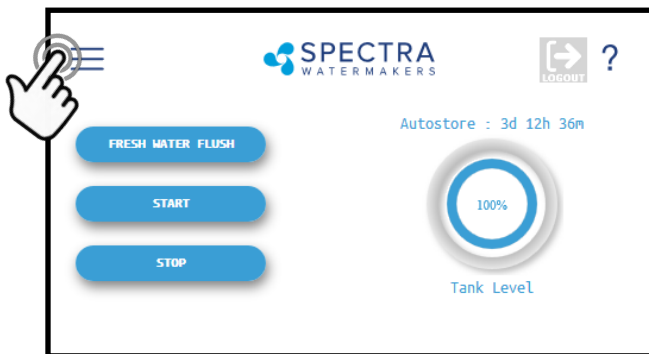 SPECTRA
WATERMAKERS
LOGOUT
?
Autostore : 3d 12h 36m
FRESH WATER FLUSH
START
100%
STOP
Tank Level